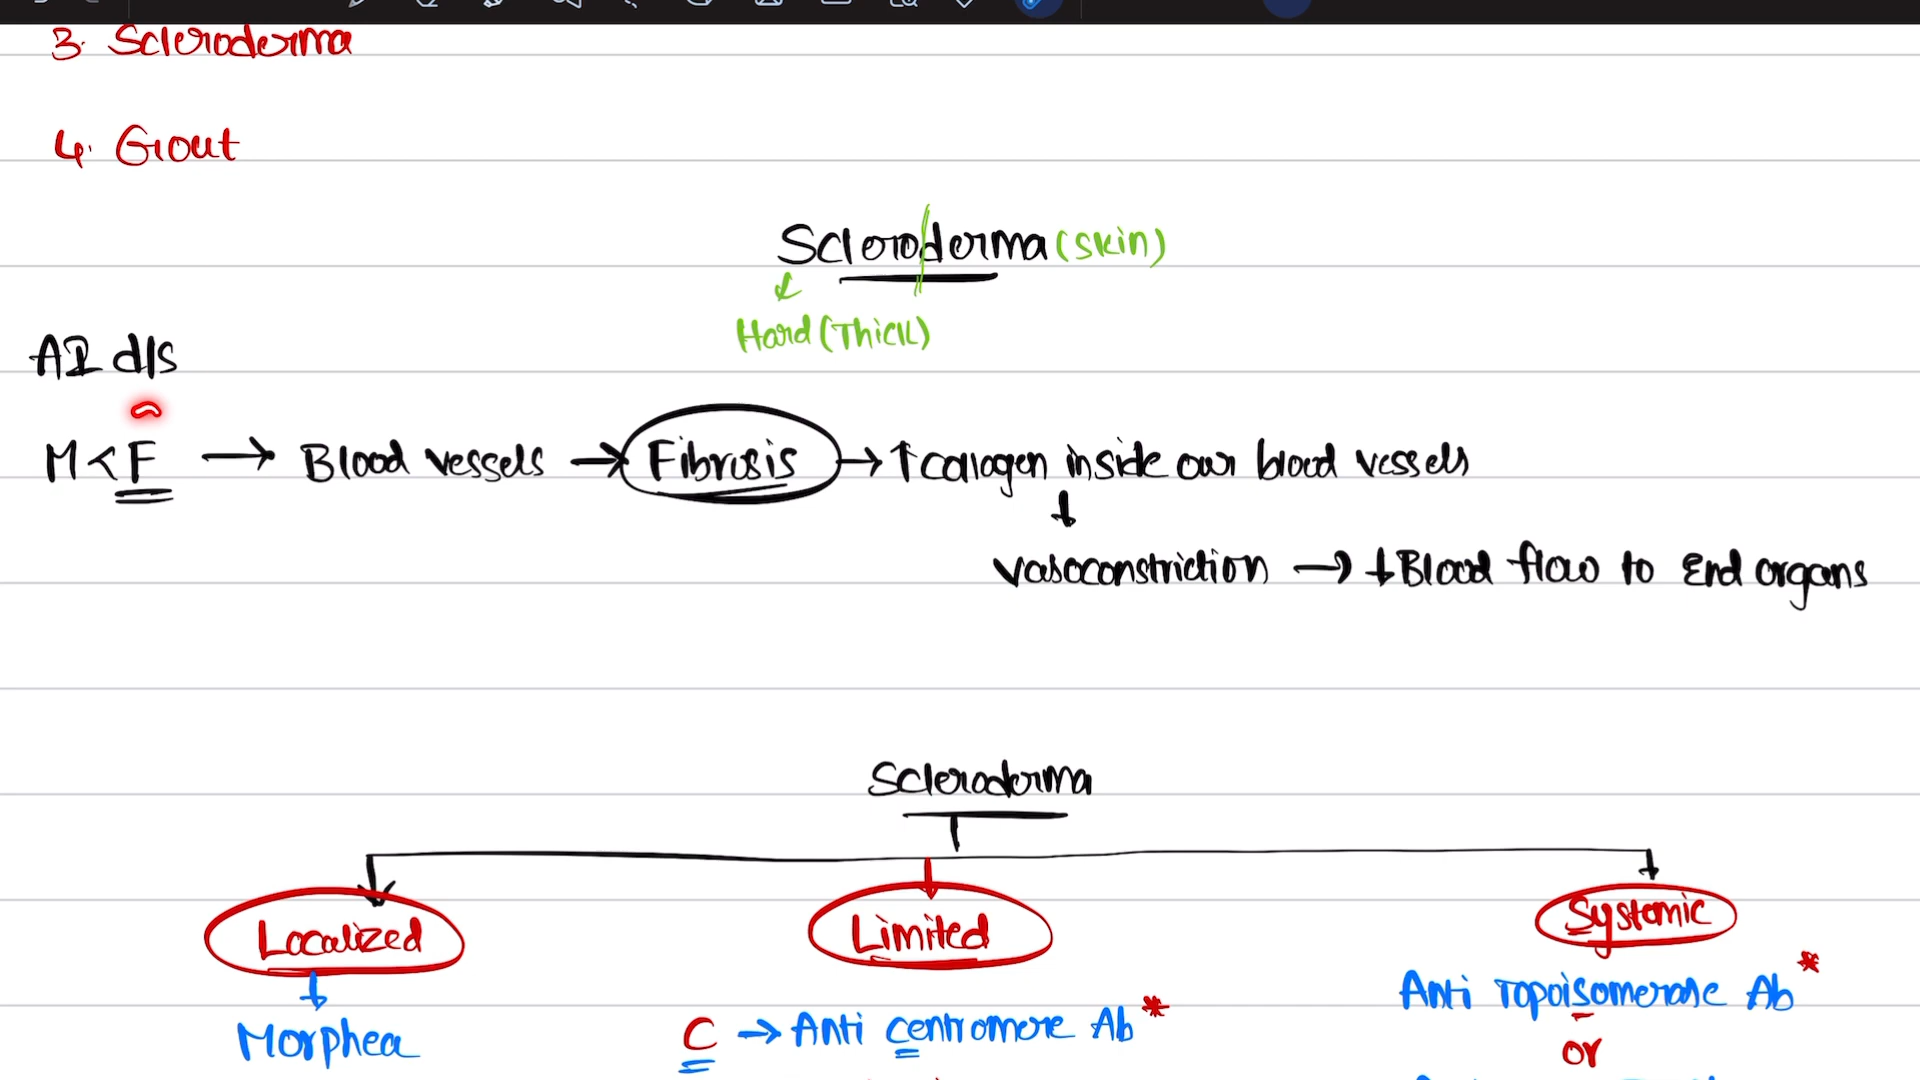 3. Scleroderma
4. Gout
Scleroderma (skin)
Hard (Thick)
AI d/s
M < F → Blood vessels → Fibrosis → ↑ collagen inside our blood vessels
↓
vasoconstriction → ↓ Blood flow to End organs
Scleroderma
Localized Limited Systemic
Morphea C → Anti centromere Ab * Anti Topoisomerase Ab *
or